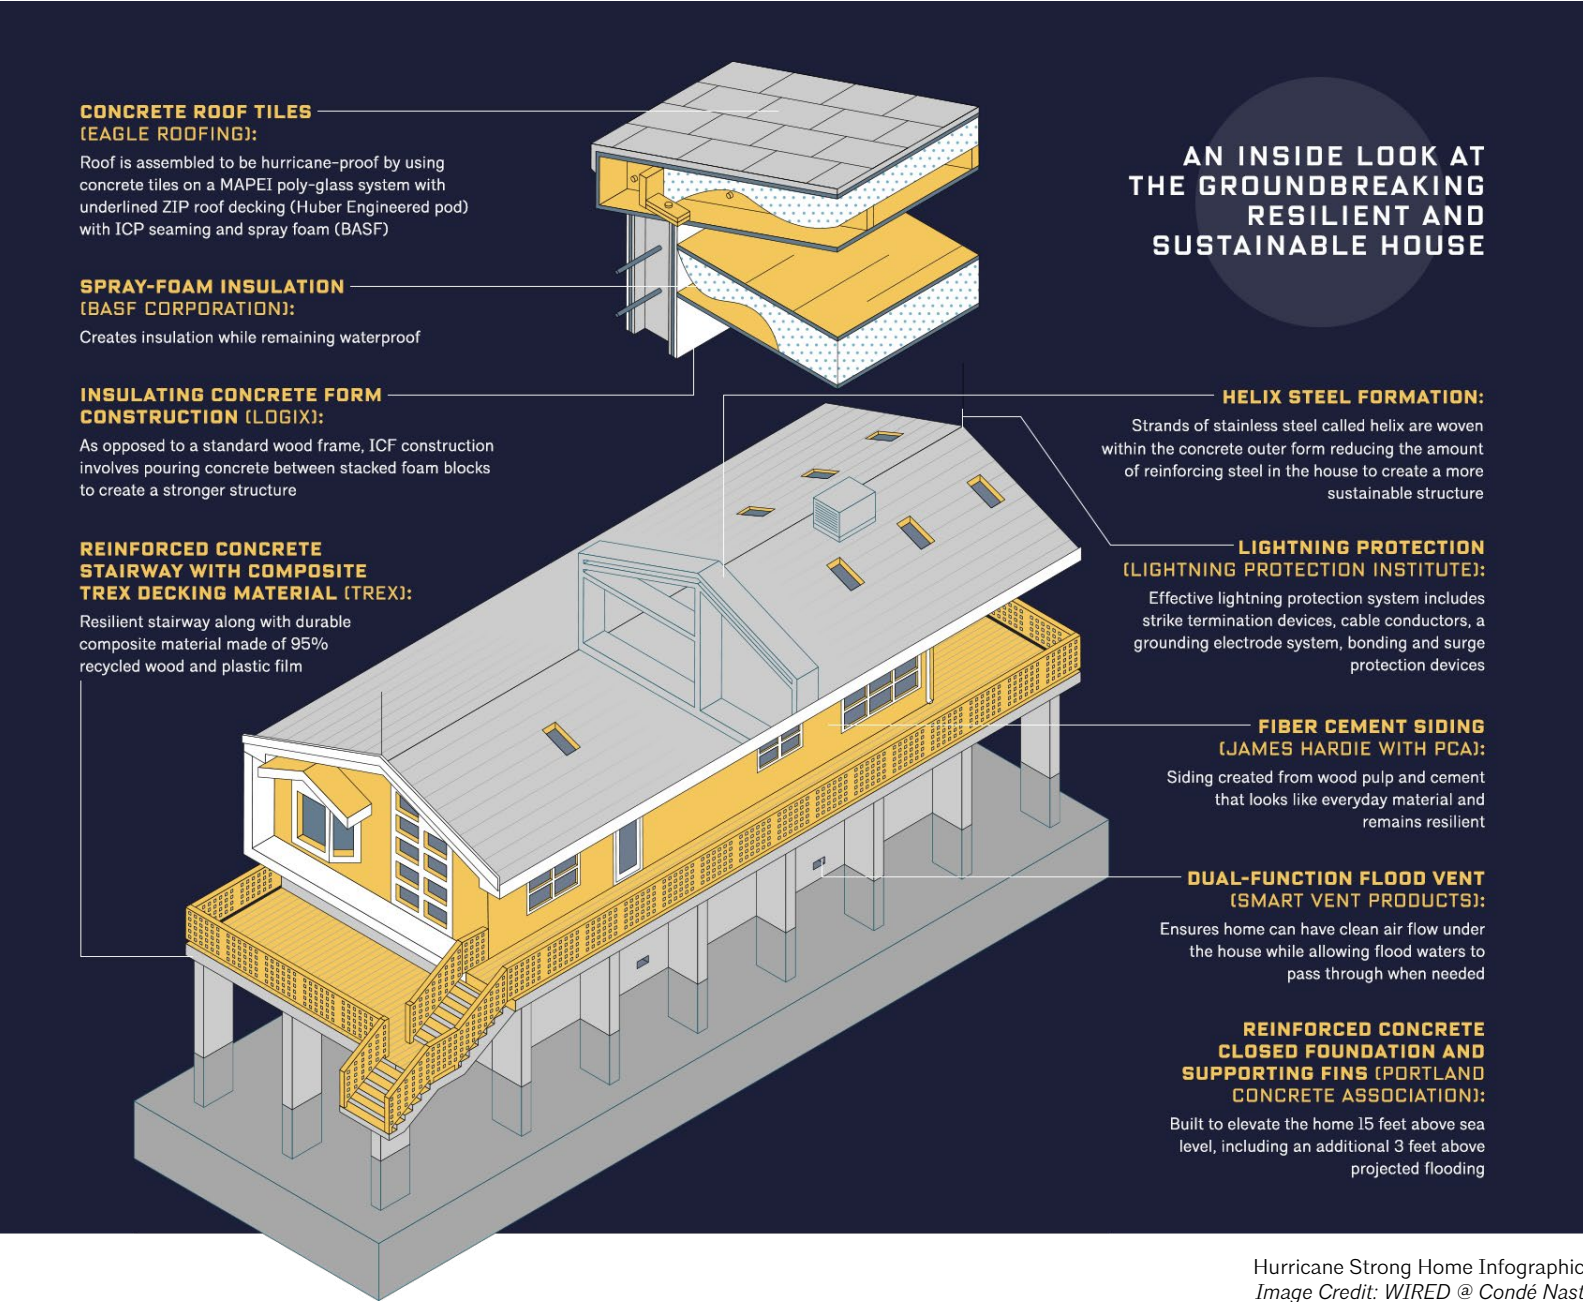 CONCRETE ROOF TILES
(EAGLE ROOFING):
Roof is assembled to be hurricane-proof by using
concrete tiles on a MAPEI poly-glass system with
underlined ZIP roof decking (Huber Engineered pod)
with ICP seaming and spray foam (BASF)
SPRAY-FOAM INSULATION
(BASF CORPORATION):
Creates insulation while remaining waterproof
INSULATING CONCRETE FORM
CONSTRUCTION (LOGIX):
As opposed to a standard wood frame, ICF construction
involves pouring concrete between stacked foam blocks
to create a stronger structure
REINFORCED CONCRETE
STAIRWAY WITH COMPOSITE
TREX DECKING MATERIAL (TREX):
Resilient stairway along with durable
composite material made of 95%
recycled wood and plastic film
AN INSIDE LOOK AT
THE GROUNDBREAKING
RESILIENT AND
SUSTAINABLE HOUSE
HELIX STEEL FORMATION:
Strands of stainless steel called helix are woven
within the concrete outer form reducing the amount
of reinforcing steel in the house to create a more
sustainable structure
LIGHTNING PROTECTION
(LIGHTNING PROTECTION INSTITUTE):
Effective lightning protection system includes
strike termination devices, cable conductors, a
grounding electrode system, bonding and surge
protection devices
FIBER CEMENT SIDING
(JAMES HARDIE WITH PCA):
Siding created from wood pulp and cement
that looks like everyday material and
remains resilient
DUAL-FUNCTION FLOOD VENT
(SMART VENT PRODUCTS):
Ensures home can have clean air flow under
the house while allowing flood waters to
pass through when needed
REINFORCED CONCRETE
CLOSED FOUNDATION AND
SUPPORTING FINS (PORTLAND
CONCRETE ASSOCIATION):
Built to elevate the home 15 feet above sea
level, including an additional 3 feet above
projected flooding
Hurricane Strong Home Infographic
Image Credit: WIRED @ Condé Nast